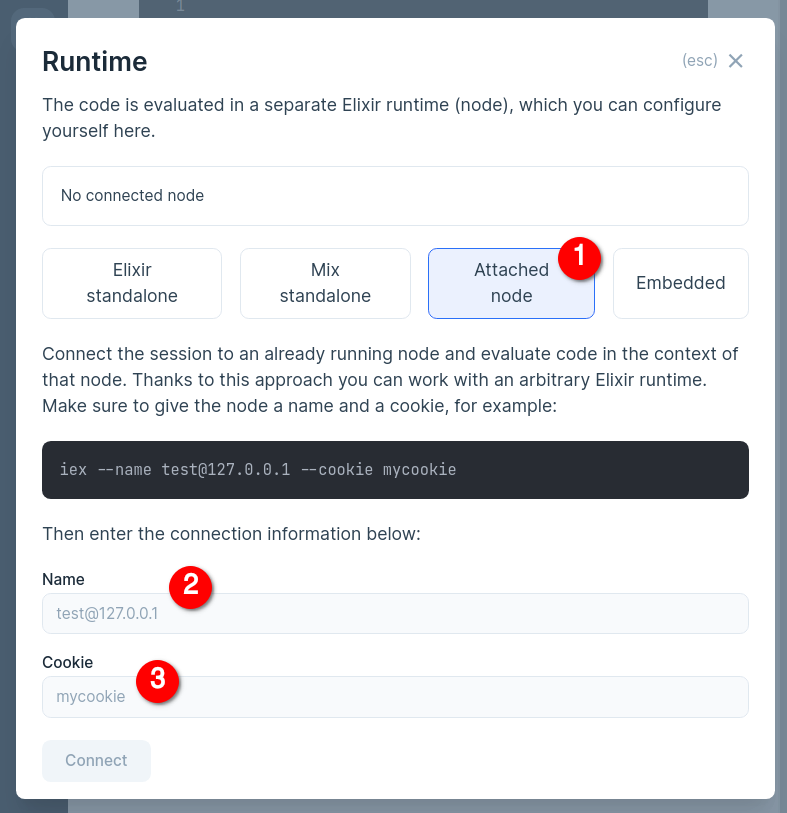 1
Runtime
(esc)
The code is evaluated in a separate Elixir runtime (node), which you can configure
yourself here.
No connected node
Elixir
standalone
Mix
standalone
Attached
node
1
Embedded
Connect the session to an already running node and evaluate code in the context of
that node. Thanks to this approach you can work with an arbitrary Elixir runtime.
Make sure to give the node a name and a cookie, for example:
iex --name test@127.0.0.1 --cookie mycookie
Then enter the connection information below:
Name
2
test@127.0.0.1
Cookie
3
mycookie
Connect